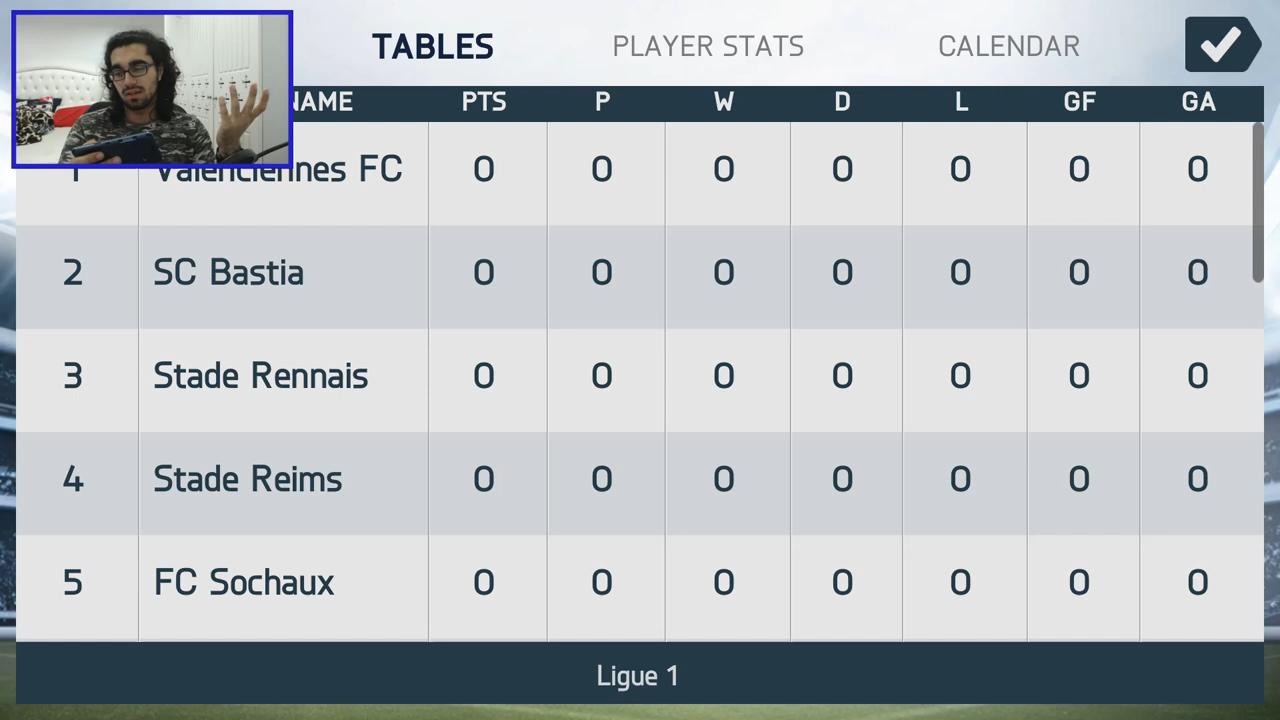 TABLES PLAYER STATS CALENDAR
NAME PTS P W D L GF GA
1 Valenciennes FC 0 0 0 0 0 0 0
2 SC Bastia 0 0 0 0 0 0 0
3 Stade Rennais 0 0 0 0 0 0 0
4 Stade Reims 0 0 0 0 0 0 0
5 FC Sochaux 0 0 0 0 0 0 0
Ligue 1